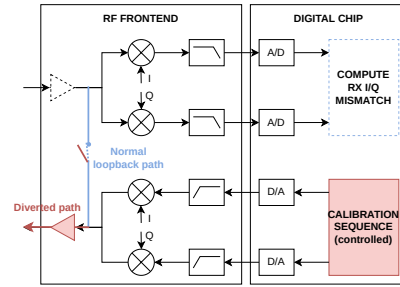 RF FRONTEND
DIGITAL CHIP
I
A/D
COMPUTE
RX I/Q
MISMATCH
Q
A/D
Normal
loopback path
Diverted path
I
D/A
CALIBRATION
SEQUENCE
(controlled)
Q
D/A